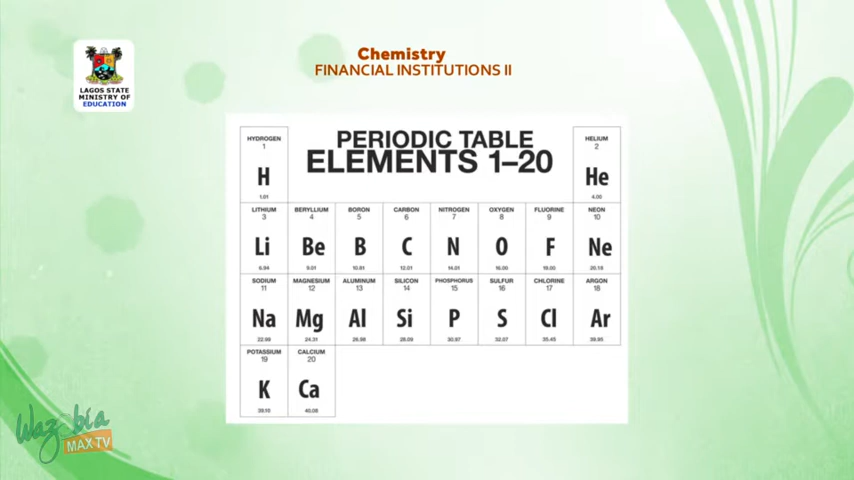 Chemistry
FINANCIAL INSTITUTIONS II
LAGOS STATE
MINISTRY OF
EDUCATION
PERIODIC TABLE
ELEMENTS 1–20
HYDROGEN HELIUM
1 2
H He
1.01 4.00
LITHIUM BERYLLIUM BORON CARBON NITROGEN OXYGEN FLUORINE NEON
3 4 5 6 7 8 9 10
Li Be B C N O F Ne
6.94 9.01 10.81 12.01 14.01 16.00 19.00 20.18
SODIUM MAGNESIUM ALUMINUM SILICON PHOSPHORUS SULFUR CHLORINE ARGON
11 12 13 14 15 16 17 18
Na Mg Al Si P S Cl Ar
22.99 24.31 26.98 28.09 30.97 32.07 35.45 39.95
POTASSIUM CALCIUM
19 20
K Ca
39.10 40.08
Wazobia
MAX TV